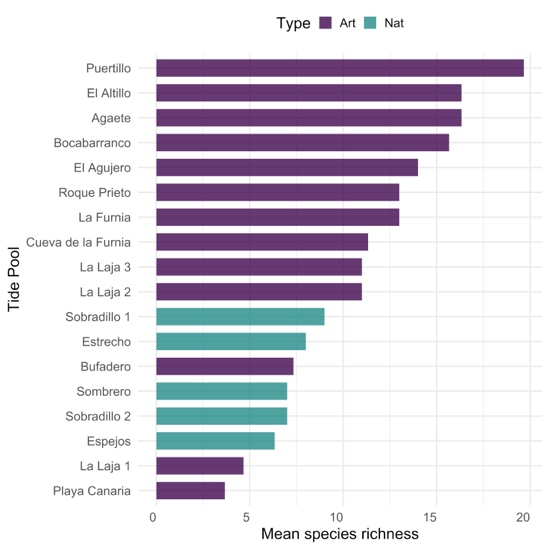 Type Art Nat
Puertillo
El Altillo
Agaete
Bocabarranco
El Agujero
Roque Prieto
La Furnia
Cueva de la Furnia
La Laja 3
La Laja 2
Sobradillo 1
Estrecho
Bufadero
Sombrero
Sobradillo 2
Espejos
La Laja 1
Playa Canaria
Tide Pool
0 5 10 15 20
Mean species richness